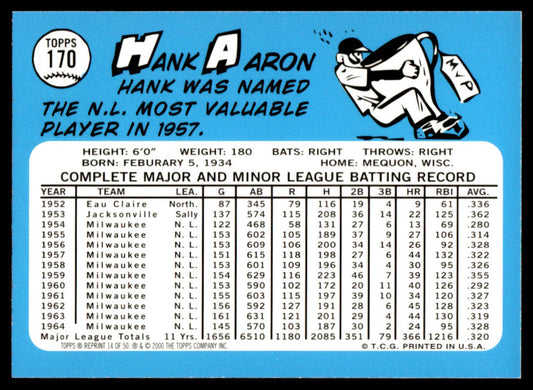 TOPPS
170
HANK AARON
HANK WAS NAMED
THE N.L. MOST VALUABLE
PLAYER IN 1957.
MVP
HEIGHT: 6'0" WEIGHT: 180 BATS: RIGHT THROWS: RIGHT
BORN: FEBURARY 5, 1934 HOME: MEQUON, WISC.
COMPLETE MAJOR AND MINOR LEAGUE BATTING RECORD
YEAR TEAM LEA. G AB R H 2B 3B HR RBI AVG.
1952 Eau Claire North. 87 345 79 116 19 4 9 61 .336
1953 Jacksonville Sally 137 574 115 208 36 14 22 125 .362
1954 Milwaukee N. L. 122 468 58 131 27 6 13 69 .280
1955 Milwaukee N. L. 153 602 105 189 37 9 27 106 .314
1956 Milwaukee N. L. 153 609 106 200 34 14 26 92 .328
1957 Milwaukee N. L. 151 615 118 198 27 6 44 132 .322
1958 Milwaukee N. L. 153 601 109 196 34 4 30 95 .326
1959 Milwaukee N. L. 154 629 116 223 46 7 39 123 .355
1960 Milwaukee N. L. 153 590 102 172 20 11 40 126 .292
1961 Milwaukee N. L. 155 603 115 197 39 10 34 120 .327
1962 Milwaukee N. L. 156 592 127 191 28 6 45 128 .323
1963 Milwaukee N. L. 161 631 121 201 29 4 44 130 .319
1964 Milwaukee N. L. 145 570 103 187 30 2 24 95 .328
Major League Totals 11 Yrs. 1656 6510 1180 2085 351 79 366 1216 .320
TOPS ® REPRINT 14 OF 50. ® & © 2000 THE TOPPS COMPANY INC © T.C.G. PRINTED IN U.S.A.